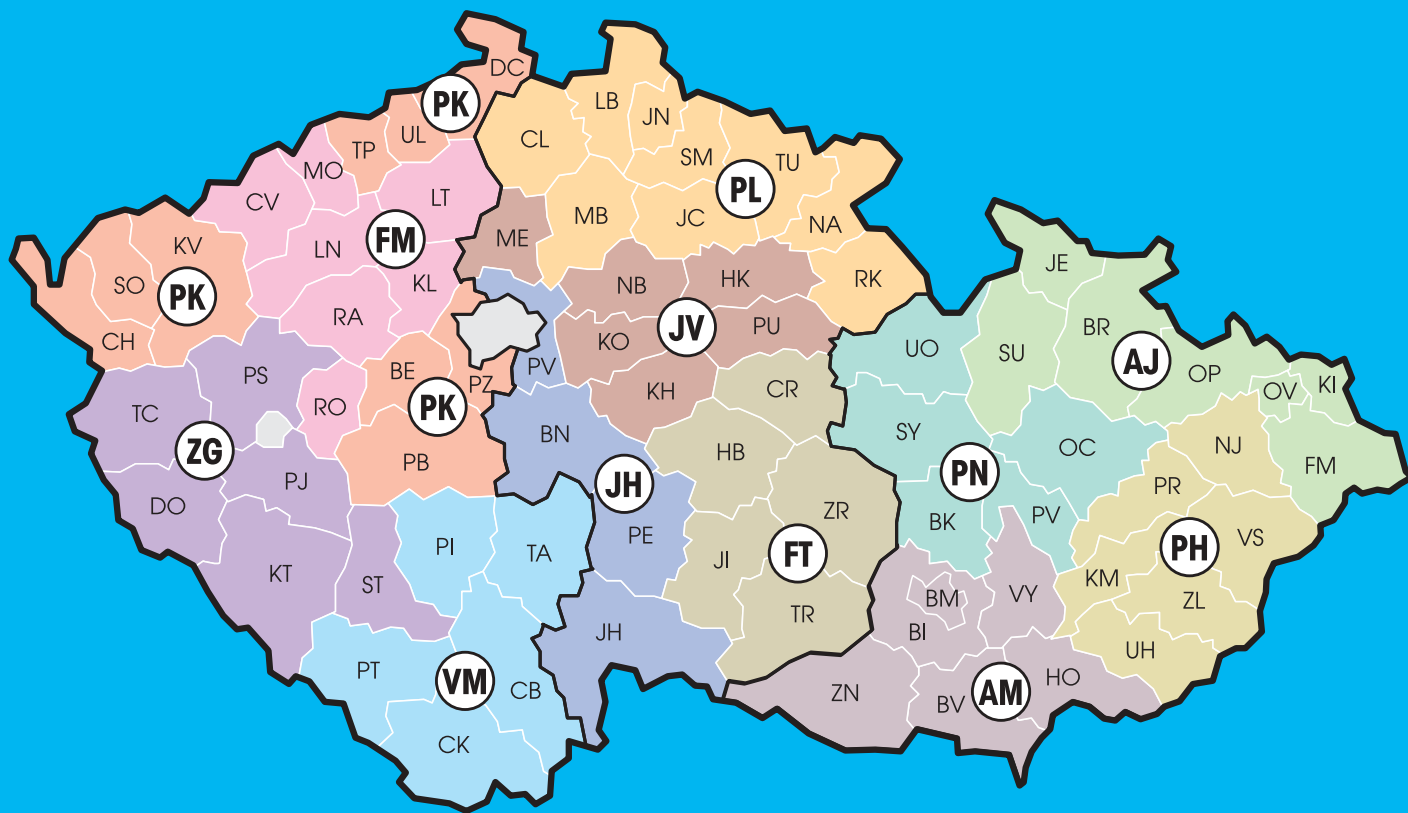 DC
PK
LB
JN
UL
CL
TP
SM
TU
MO
PL
CV
LT
MB
JC
NA
FM
ME
KV
LN
JE
SO
PK
KL
NB
HK
RK
RA
JV
PU
BR
CH
KO
UO
SU
AJ
PS
BE
PV
OP
PZ
KH
CR
OV
KI
TC
RO
PK
ZG
BN
SY
OC
NJ
PB
HB
FM
PJ
JH
PN
PR
DO
ZR
PV
BK
PI
TA
PE
JI
FT
PH
VS
KT
ST
KM
BM
VY
ZL
TR
BI
JH
UH
PT
VM
CB
ZN
BV
AM
HO
CK